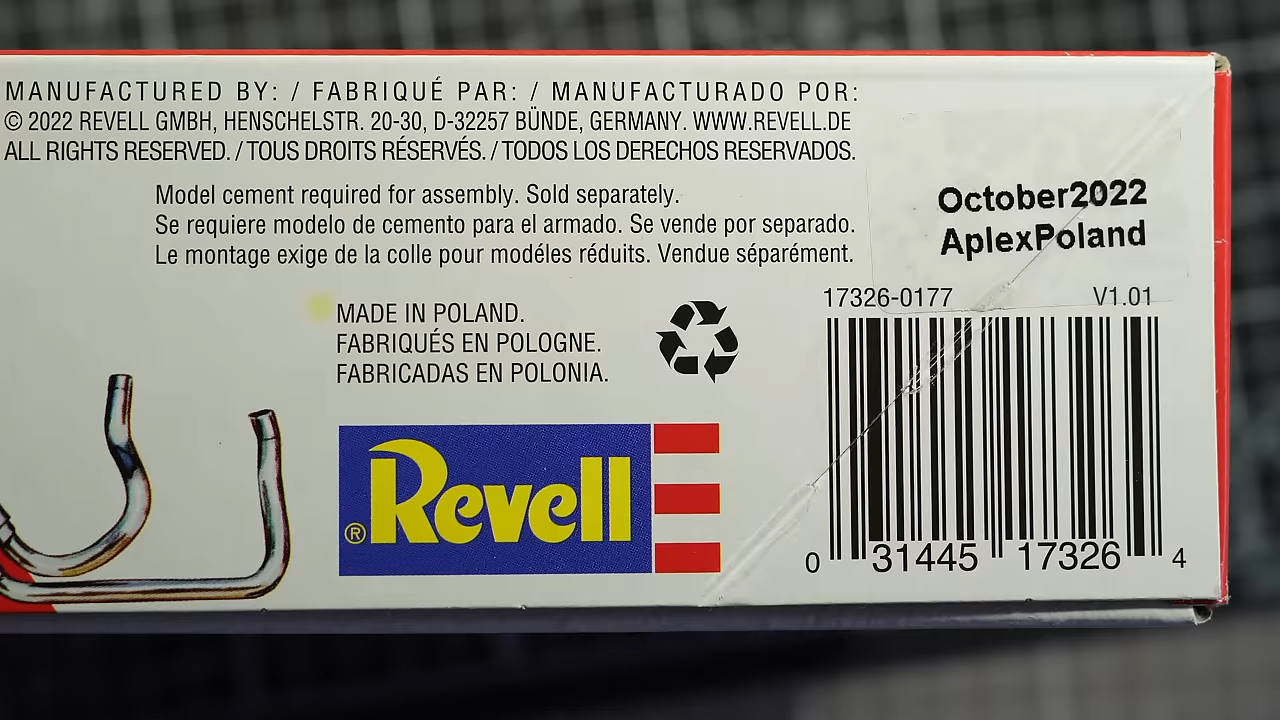 MANUFACTURED BY: / FABRIQUÉ PAR: / MANUFACTURADO POR:
© 2022 REVELL GMBH, HENSCHELSTR. 20-30, D-32257 BÜNDE, GERMANY. WWW.REVELL.DE
ALL RIGHTS RESERVED. / TOUS DROITS RÉSERVÉS. / TODOS LOS DERECHOS RESERVADOS.
Model cement required for assembly. Sold separately.
Se requiere modelo de cemento para el armado. Se vende por separado.
Le montage exige de la colle pour modéles réduits. Vendue séparément.
October2022
AplexPoland
MADE IN POLAND.
FABRIQUÉS EN POLOGNE.
FABRICADAS EN POLONIA.
17326-0177 V1.01
® Revell
0 31445 17326 4